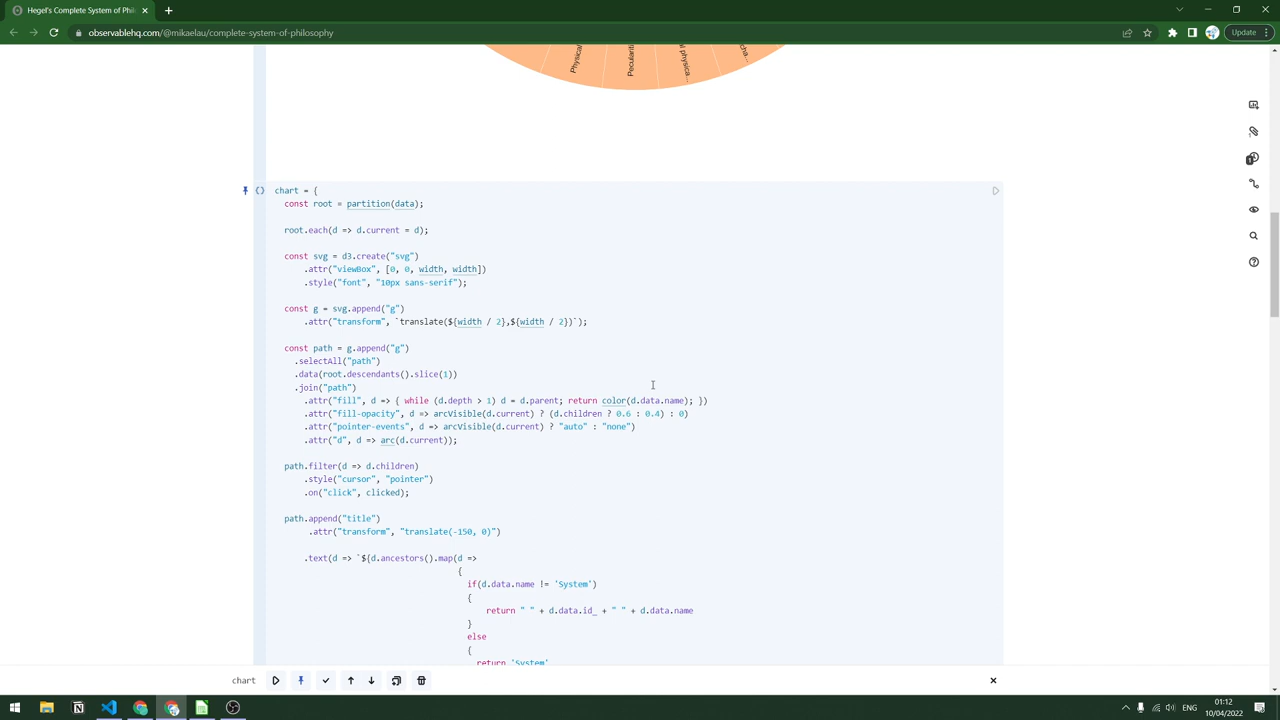 Hegel's Complete System of Phil
observablehq.com/@mikaelau/complete-system-of-philosophy
Update
Physical
Peculariti
l physica...
cha...
chart = {
const root = partition(data);
root.each(d => d.current = d);
const svg = d3.create("svg")
.attr("viewBox", [0, 0, width, width])
.style("font", "10px sans-serif");
const g = svg.append("g")
.attr("transform", `translate(${width / 2},${width / 2})`);
const path = g.append("g")
.selectAll("path")
.data(root.descendants().slice(1))
.join("path")
.attr("fill", d => { while (d.depth > 1) d = d.parent; return color(d.data.name); })
.attr("fill-opacity", d => arcVisible(d.current) ? (d.children ? 0.6 : 0.4) : 0)
.attr("pointer-events", d => arcVisible(d.current) ? "auto" : "none")
.attr("d", d => arc(d.current));
path.filter(d => d.children)
.style("cursor", "pointer")
.on("click", clicked);
path.append("title")
.attr("transform", "translate(-150, 0)")
.text(d => `${d.ancestors().map(d =>
{
if(d.data.name != 'System')
{
return " " + d.data.id_ + " " + d.data.name
}
else
{
return 'System'
chart
ENG
01:12
10/04/2022